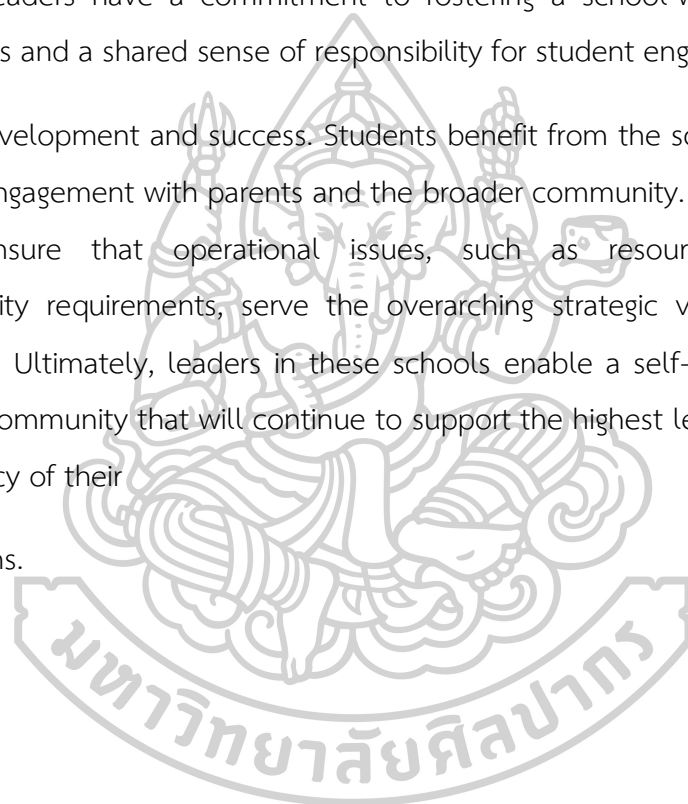 eaders have a commitment to fostering a school-w
s and a shared sense of responsibility for student eng
velopment and success. Students benefit from the sc
ngagement with parents and the broader community.
nsure that operational issues, such as resour
ity requirements, serve the overarching strategic v
Ultimately, leaders in these schools enable a self-
ommunity that will continue to support the highest le
cy of their
ns.
มหาวิทยาลัยศิลปากร